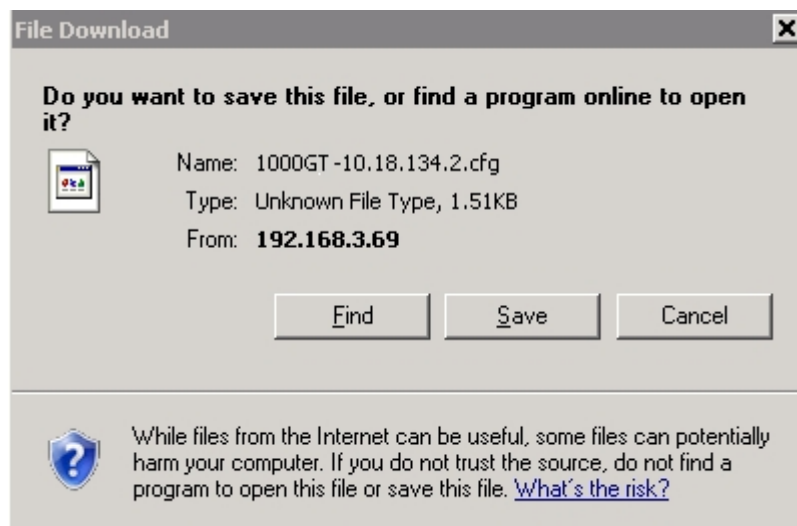 File Download
Do you want to save this file, or find a program online to open
it?
Name: 1000GT-10.18.134.2.cfg
Type: Unknown File Type, 1.51KB
From: 192.168.3.69
Find Save Cancel
While files from the Internet can be useful, some files can potentially
harm your computer. If you do not trust the source, do not find a
program to open this file or save this file. What's the risk?